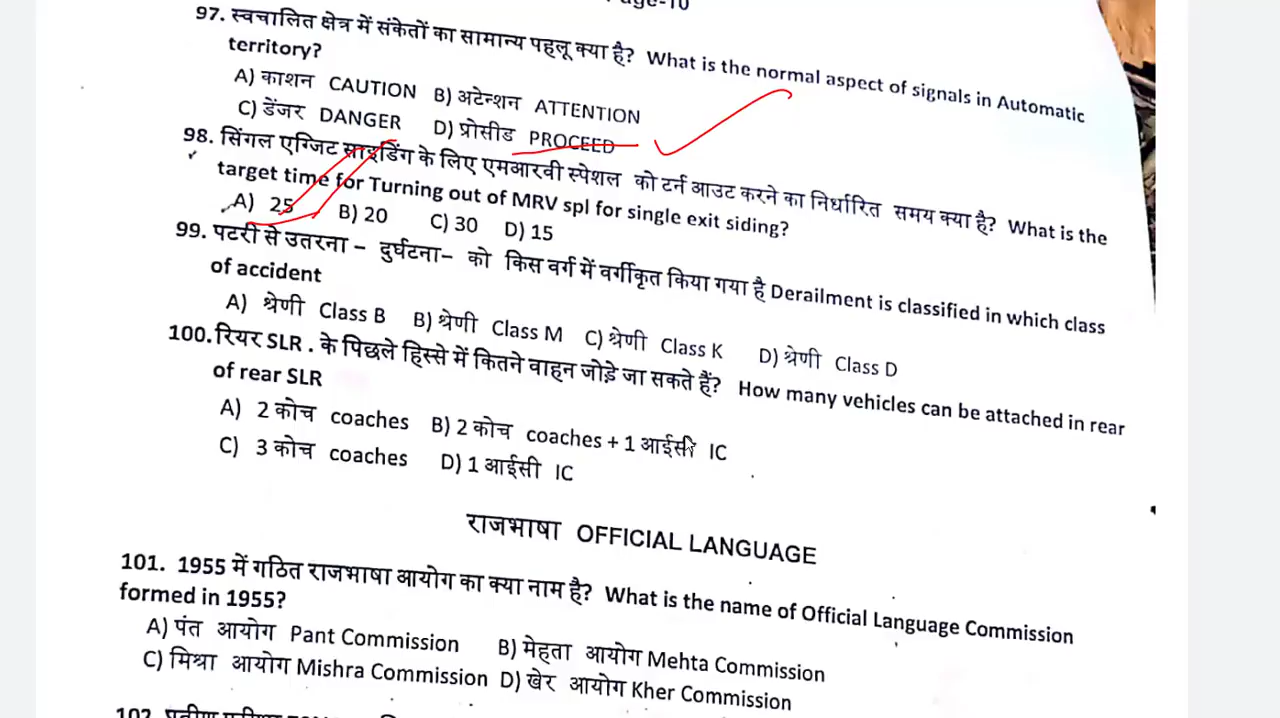 97. स्वचालित क्षेत्र में संकेतों का सामान्य पहलू क्या है? What is the normal aspect of signals in Automatic
territory?
A) काशन CAUTION B) अटेन्शन ATTENTION
C) डेंजर DANGER D) प्रोसीड PROCEED
98. सिंगल एग्जिट साइडिंग के लिए एमआरवी स्पेशल को टर्न आउट करने का निर्धारित समय क्या है? What is the
target time for Turning out of MRV spl for single exit siding?
A) 25 B) 20 C) 30 D) 15
99. पटरी से उतरना – दुर्घटना– को किस वर्ग में वर्गीकृत किया गया है Derailment is classified in which class
of accident
A) श्रेणी Class B B) श्रेणी Class M C) श्रेणी Class K D) श्रेणी Class D
100. रियर SLR . के पिछले हिस्से में कितने वाहन जोड़े जा सकते हैं? How many vehicles can be attached in rear
of rear SLR
A) 2 कोच coaches B) 2 कोच coaches + 1 आईसी IC
C) 3 कोच coaches D) 1 आईसी IC
राजभाषा OFFICIAL LANGUAGE
101. 1955 में गठित राजभाषा आयोग का क्या नाम है? What is the name of Official Language Commission
formed in 1955?
A) पंत आयोग Pant Commission B) मेहता आयोग Mehta Commission
C) मिश्रा आयोग Mishra Commission D) खेर आयोग Kher Commission